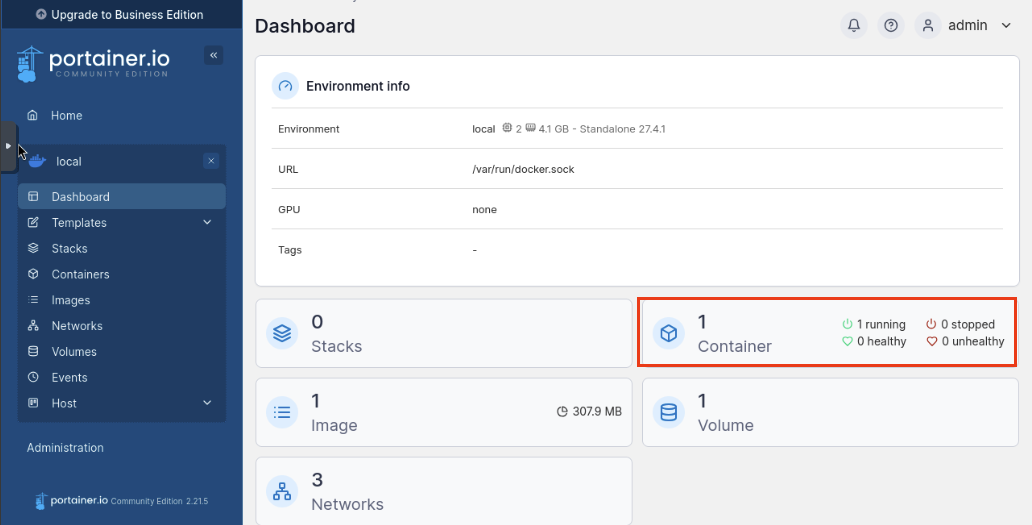 Upgrade to Business Edition
portainer.io
COMMUNITY EDITION
Home
local
Dashboard
Templates
Stacks
Containers
Images
Networks
Volumes
Events
Host
Administration
portainer.io Community Edition 2.21.5
Dashboard
admin
Environment info
Environment local 2 4.1 GB - Standalone 27.4.1
URL /var/run/docker.sock
GPU none
Tags -
0
Stacks
1
Container
1 running 0 stopped
0 healthy 0 unhealthy
1
Image
307.9 MB
1
Volume
3
Networks